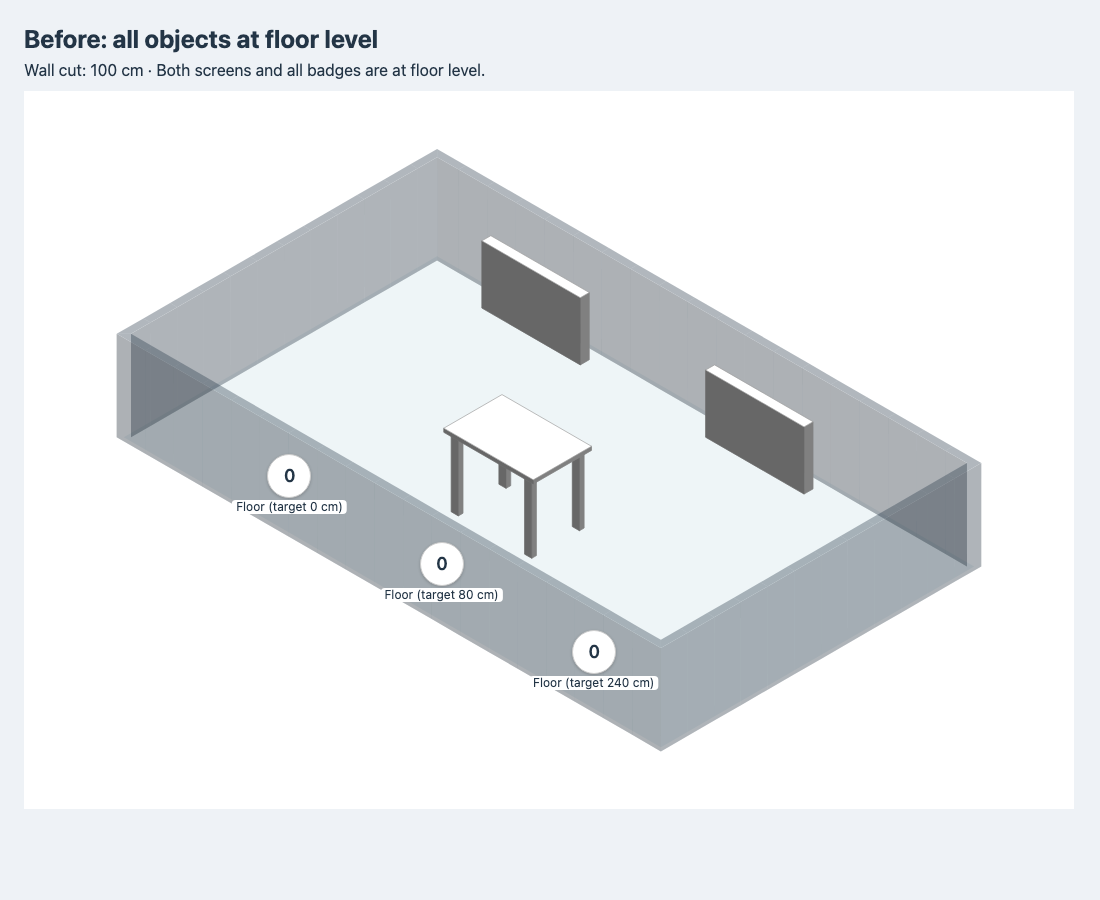 Before: all objects at floor level
Wall cut: 100 cm · Both screens and all badges are at floor level.
0
Floor (target 0 cm)
0
Floor (target 80 cm)
0
Floor (target 240 cm)